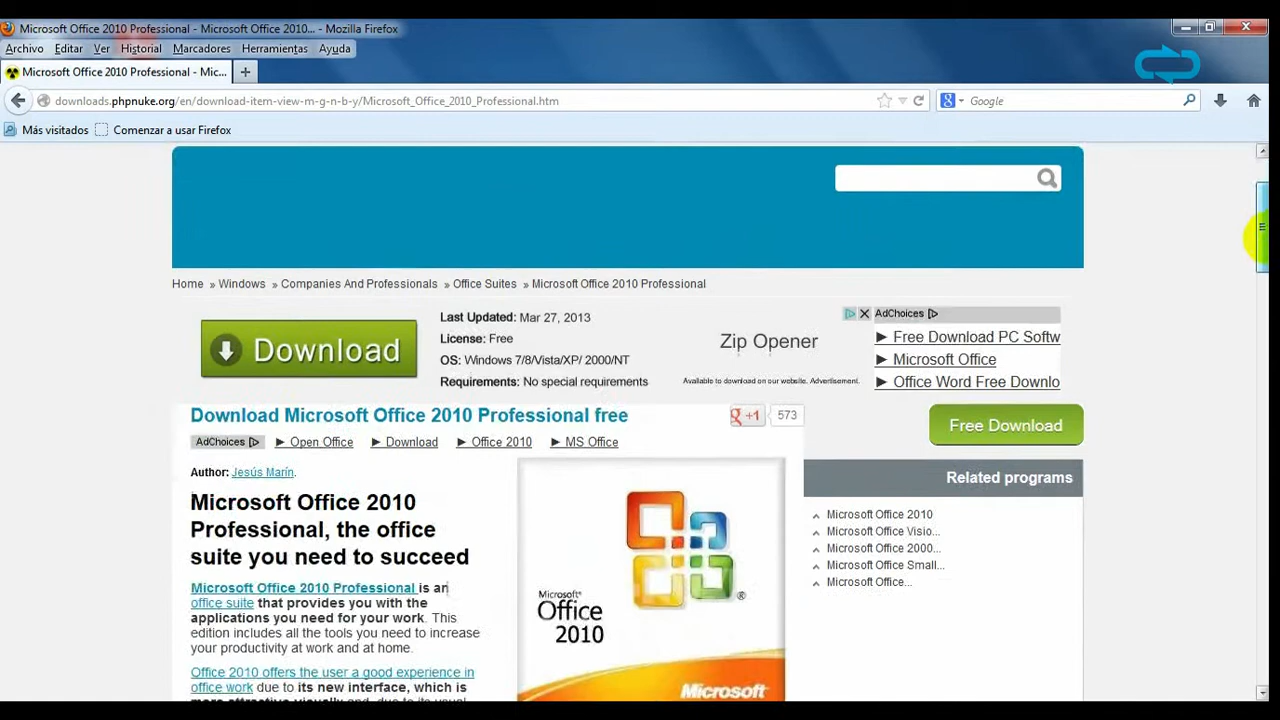 Microsoft Office 2010 Professional - Microsoft Office 2010... - Mozilla Firefox
Archivo Editar Ver Historial Marcadores Herramientas Ayuda
Microsoft Office 2010 Professional - Mic...
downloads.phpnuke.org/en/download-item-view-m-g-n-b-y/Microsoft_Office_2010_Professional.htm
Google
Más visitados Comenzar a usar Firefox
Home » Windows » Companies And Professionals » Office Suites » Microsoft Office 2010 Professional
Download
Last Updated: Mar 27, 2013
License: Free
OS: Windows 7/8/Vista/XP/ 2000/NT
Requirements: No special requirements
Zip Opener
Available to download on our website. Advertisement.
AdChoices
► Free Download PC Softw
► Microsoft Office
► Office Word Free Downlo
Download Microsoft Office 2010 Professional free
g +1 573
Free Download
AdChoices ► Open Office ► Download ► Office 2010 ► MS Office
Author: Jesús Marín.
Microsoft Office 2010
Professional, the office
suite you need to succeed
Microsoft Office 2010 Professional is an
office suite that provides you with the
applications you need for your work. This
edition includes all the tools you need to increase
your productivity at work and at home.
Office 2010 offers the user a good experience in
office work due to its new interface, which is
more attractive visually and, due to its usual
Microsoft®
Office
2010
®
Microsoft
Related programs
Microsoft Office 2010
Microsoft Office Visio...
Microsoft Office 2000...
Microsoft Office Small...
Microsoft Office...